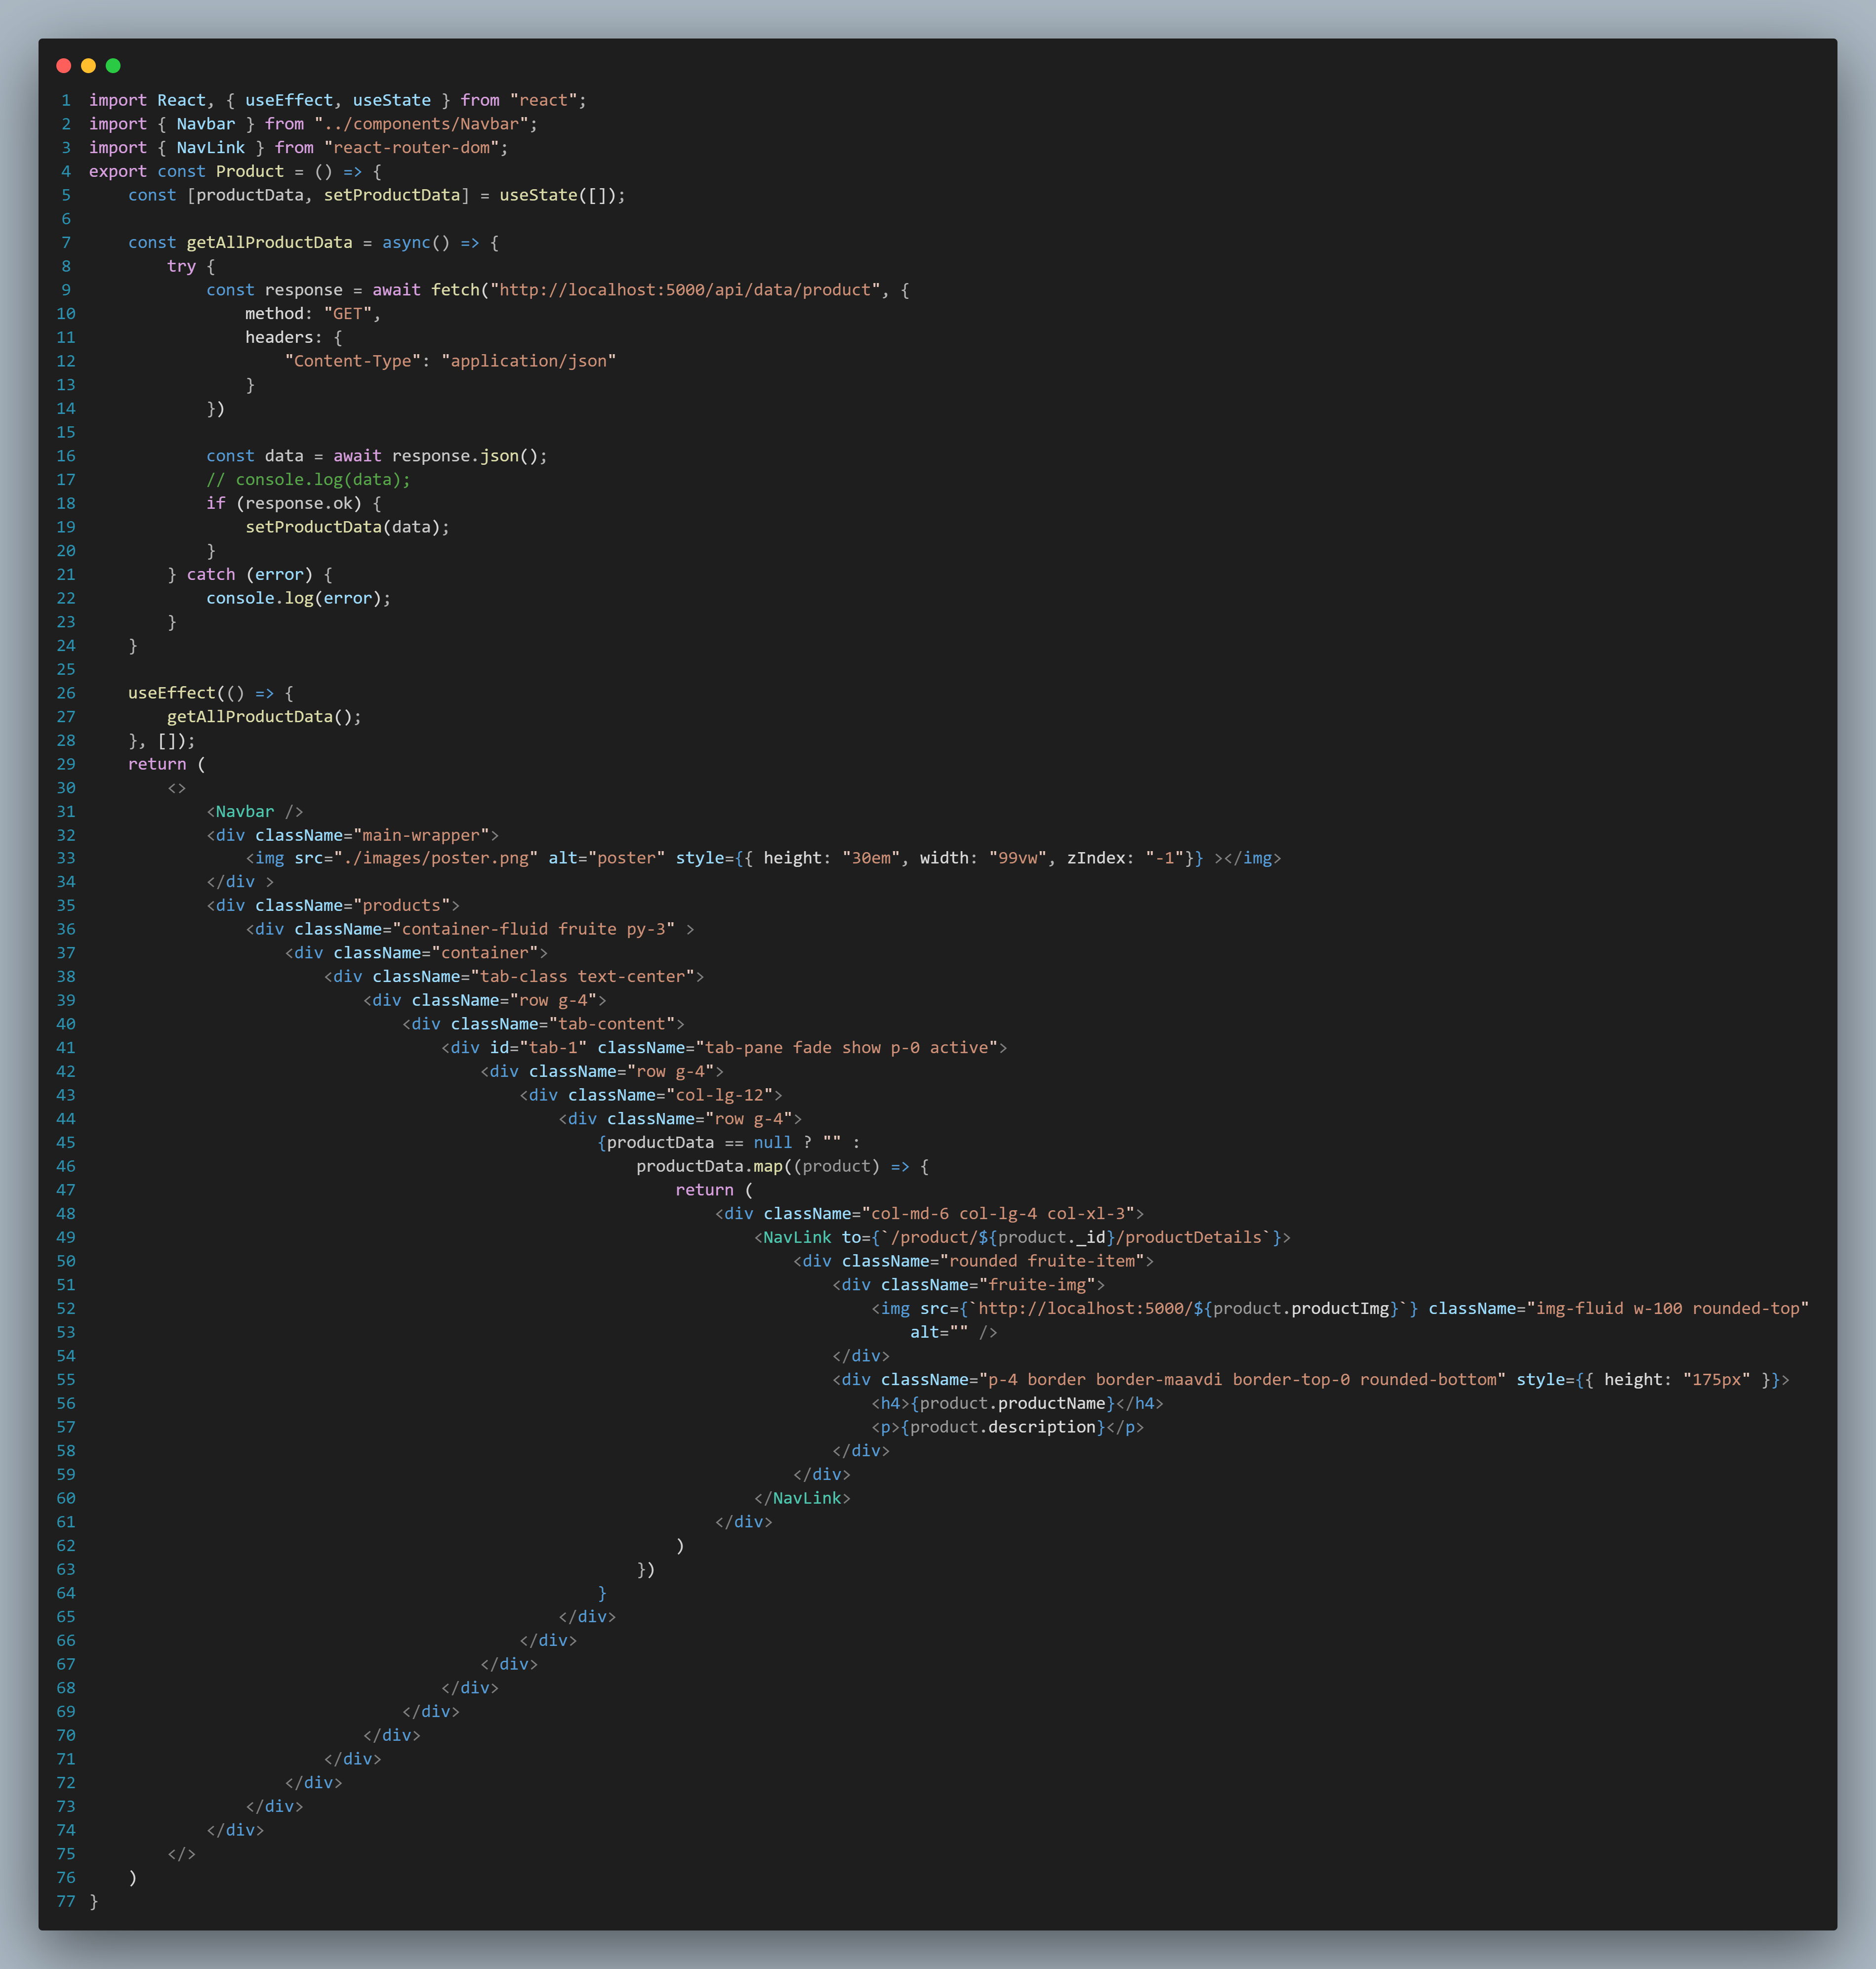 1 import React, { useEffect, useState } from "react";
2 import { Navbar } from "../components/Navbar";
3 import { NavLink } from "react-router-dom";
4 export const Product = () => {
5     const [productData, setProductData] = useState([]);
6
7     const getAllProductData = async() => {
8         try {
9             const response = await fetch("http://localhost:5000/api/data/product", {
10                 method: "GET",
11                 headers: {
12                     "Content-Type": "application/json"
13                 }
14             })
15
16             const data = await response.json();
17             // console.log(data);
18             if (response.ok) {
19                 setProductData(data);
20             }
21         } catch (error) {
22             console.log(error);
23         }
24     }
25
26     useEffect(() => {
27         getAllProductData();
28     }, []);
29     return (
30         <>
31             <Navbar />
32             <div className="main-wrapper">
33                 <img src="./images/poster.png" alt="poster" style={{ height: "30em", width: "99vw", zIndex: "-1"}} ></img>
34             </div >
35             <div className="products">
36                 <div className="container-fluid fruite py-3" >
37                     <div className="container">
38                         <div className="tab-class text-center">
39                             <div className="row g-4">
40                                 <div className="tab-content">
41                                     <div id="tab-1" className="tab-pane fade show p-0 active">
42                                         <div className="row g-4">
43                                             <div className="col-lg-12">
44                                                 <div className="row g-4">
45                                                     {productData == null ? "" :
46                                                         productData.map((product) => {
47                                                             return (
48                                                                 <div className="col-md-6 col-lg-4 col-xl-3">
49                                                                     <NavLink to={`/product/${product._id}/productDetails`}>
50                                                                         <div className="rounded fruite-item">
51                                                                             <div className="fruite-img">
52                                                                                 <img src={`http://localhost:5000/${product.productImg}`} className="img-fluid w-100 rounded-top"
53                                                                                     alt="" />
54                                                                             </div>
55                                                                             <div className="p-4 border border-maavdi border-top-0 rounded-bottom" style={{ height: "175px" }}>
56                                                                                 <h4>{product.productName}</h4>
57                                                                                 <p>{product.description}</p>
58                                                                             </div>
59                                                                         </div>
60                                                                     </NavLink>
61                                                                 </div>
62                                                             )
63                                                         })
64                                                     }
65                                                 </div>
66                                             </div>
67                                         </div>
68                                     </div>
69                                 </div>
70                             </div>
71                         </div>
72                     </div>
73                 </div>
74             </div>
75         </>
76     )
77 }